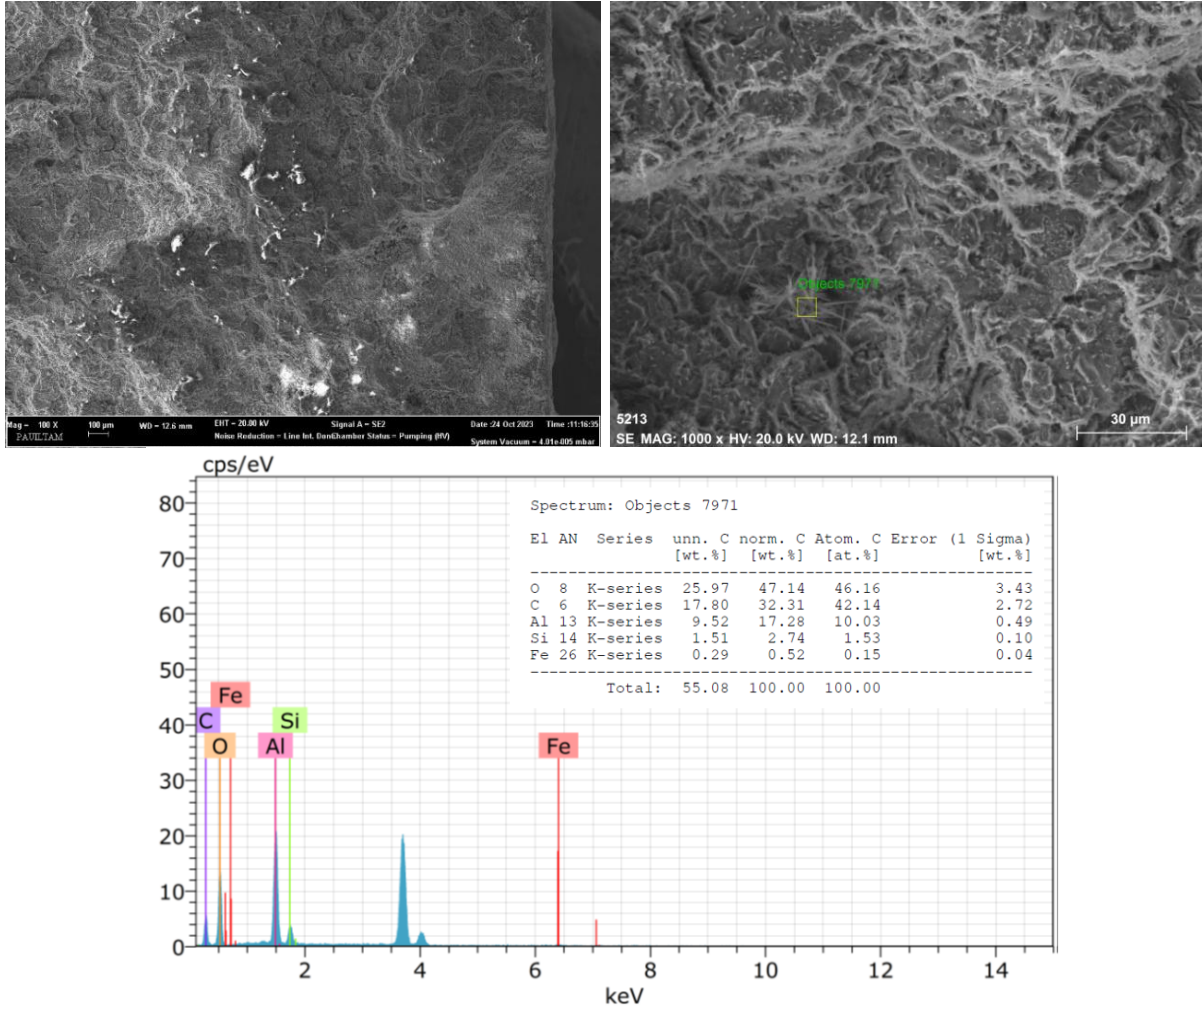 Mag = 100 X
100 µm
WD = 12.6 mm
EHT = 20.00 kV
Signal A = SE2
Date :24 Oct 2023
Time :11:16:35
PAUILTAM
Noise Reduction = Line Int. Done
Chamber Status = Pumping (HV)
System Vacuum = 4.01e-005 mbar
Objects 7971
5213
30 µm
SE MAG: 1000 x HV: 20.0 kV WD: 12.1 mm
cps/eV
Spectrum: Objects 7971
El AN Series unn. C norm. C Atom. C Error (1 Sigma)
[wt.%] [wt.%] [at.%] [wt.%]
O 8 K-series 25.97 47.14 46.16 3.43
C 6 K-series 17.80 32.31 42.14 2.72
Al 13 K-series 9.52 17.28 10.03 0.49
Si 14 K-series 1.51 2.74 1.53 0.10
Fe 26 K-series 0.29 0.52 0.15 0.04
Total: 55.08 100.00 100.00
80
70
60
50
40
30
20
10
0
Fe
C
Si
O
Al
Fe
2
4
6
8
10
12
14
keV